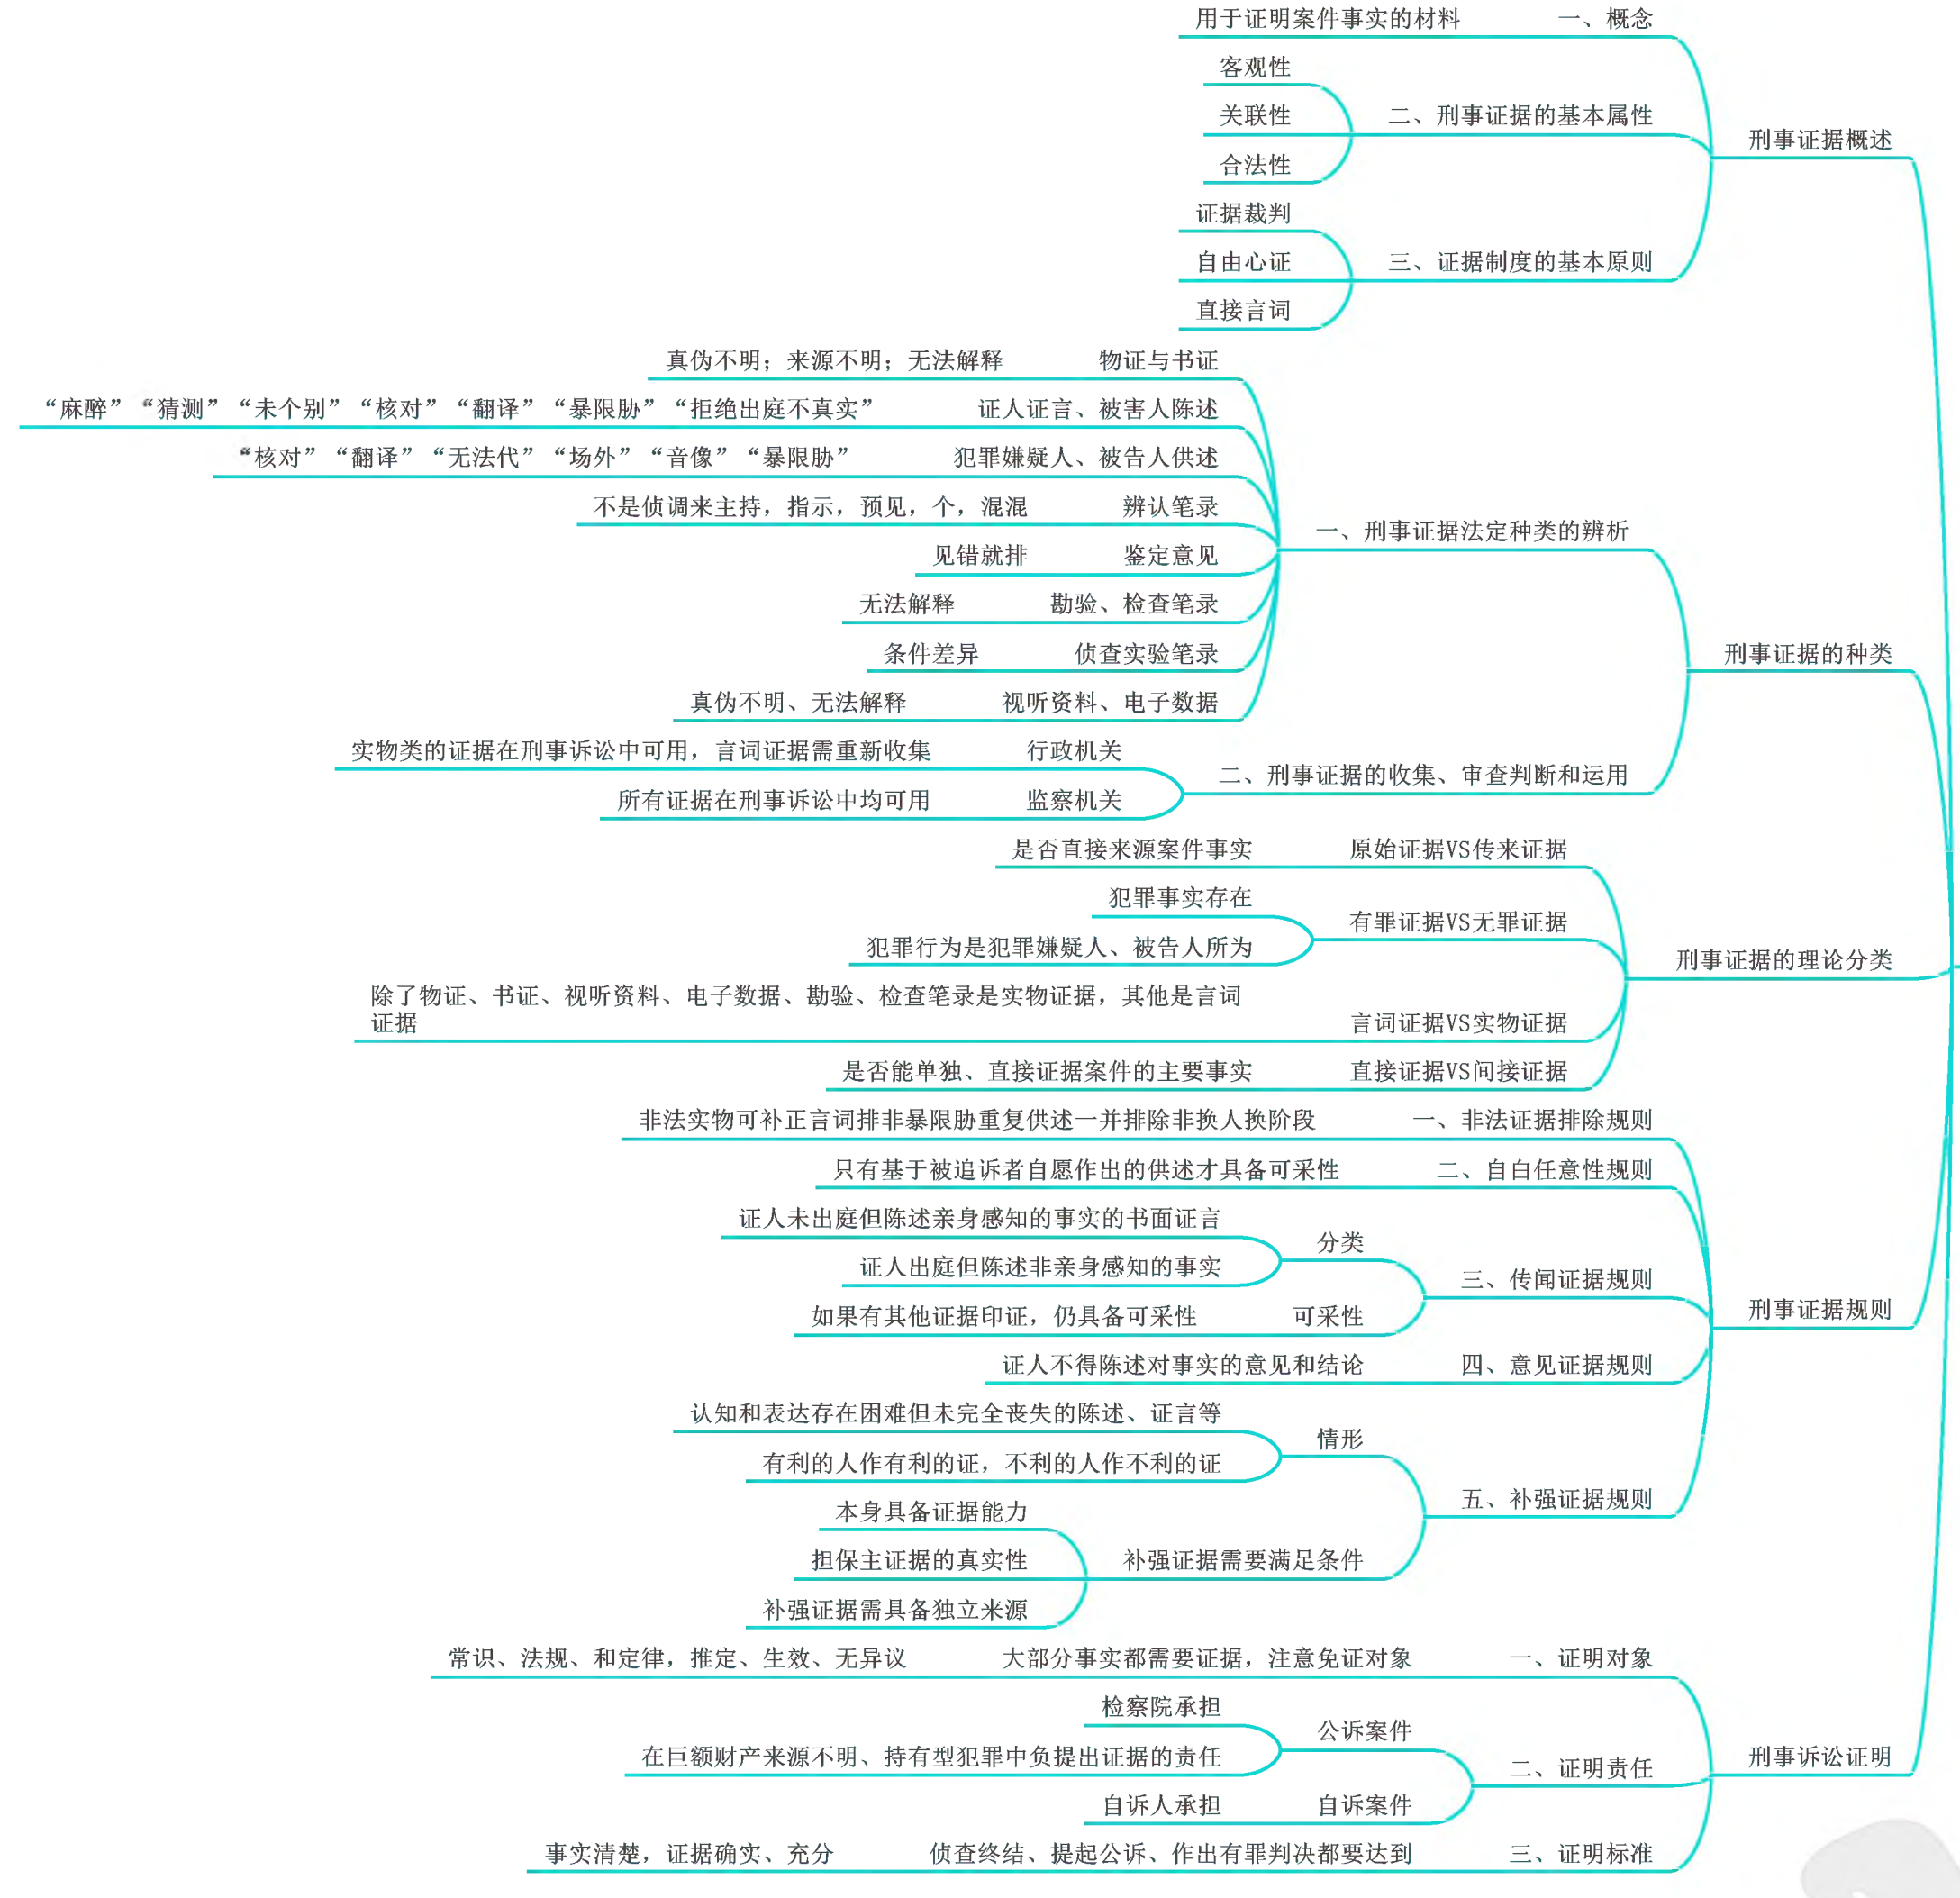 用于证明案件事实的材料 一、概念
客观性
关联性 二、刑事证据的基本属性
刑事证据概述
合法性
证据裁判
自由心证 三、证据制度的基本原则
直接言词
真伪不明；来源不明；无法解释 物证与书证
“麻醉”“猜测”“未个别”“核对”“翻译”“暴限胁”“拒绝出庭不真实” 证人证言、被害人陈述
“核对”“翻译”“无法代”“场外”“音像”“暴限胁” 犯罪嫌疑人、被告人供述
不是侦调来主持，指示，预见，个，混混 辨认笔录
一、刑事证据法定种类的辨析
见错就排 鉴定意见
无法解释 勘验、检查笔录
条件差异 侦查实验笔录
刑事证据的种类
真伪不明、无法解释 视听资料、电子数据
实物类的证据在刑事诉讼中可用，言词证据需重新收集 行政机关
二、刑事证据的收集、审查判断和运用
所有证据在刑事诉讼中均可用 监察机关
是否直接来源案件事实 原始证据VS传来证据
犯罪事实存在
有罪证据VS无罪证据
犯罪行为是犯罪嫌疑人、被告人所为
刑事证据的理论分类
除了物证、书证、视听资料、电子数据、勘验、检查笔录是实物证据，其他是言词
证据
言词证据VS实物证据
是否能单独、直接证据案件的主要事实 直接证据VS间接证据
非法实物可补正言词排非暴限胁重复供述一并排除非换人换阶段 一、非法证据排除规则
只有基于被追诉者自愿作出的供述才具备可采性 二、自白任意性规则
证人未出庭但陈述亲身感知的事实的书面证言
分类
证人出庭但陈述非亲身感知的事实
三、传闻证据规则
如果有其他证据印证，仍具备可采性 可采性
刑事证据规则
证人不得陈述对事实的意见和结论 四、意见证据规则
认知和表达存在困难但未完全丧失的陈述、证言等
情形
有利的人作有利的证，不利的人作不利的证
五、补强证据规则
本身具备证据能力
担保主证据的真实性 补强证据需要满足条件
补强证据需具备独立来源
常识、法规、和定律，推定、生效、无异议 大部分事实都需要证据，注意免证对象 一、证明对象
检察院承担
公诉案件
在巨额财产来源不明、持有型犯罪中负提出证据的责任
二、证明责任
刑事诉讼证明
自诉人承担 自诉案件
事实清楚，证据确实、充分 侦查终结、提起公诉、作出有罪判决都要达到 三、证明标准